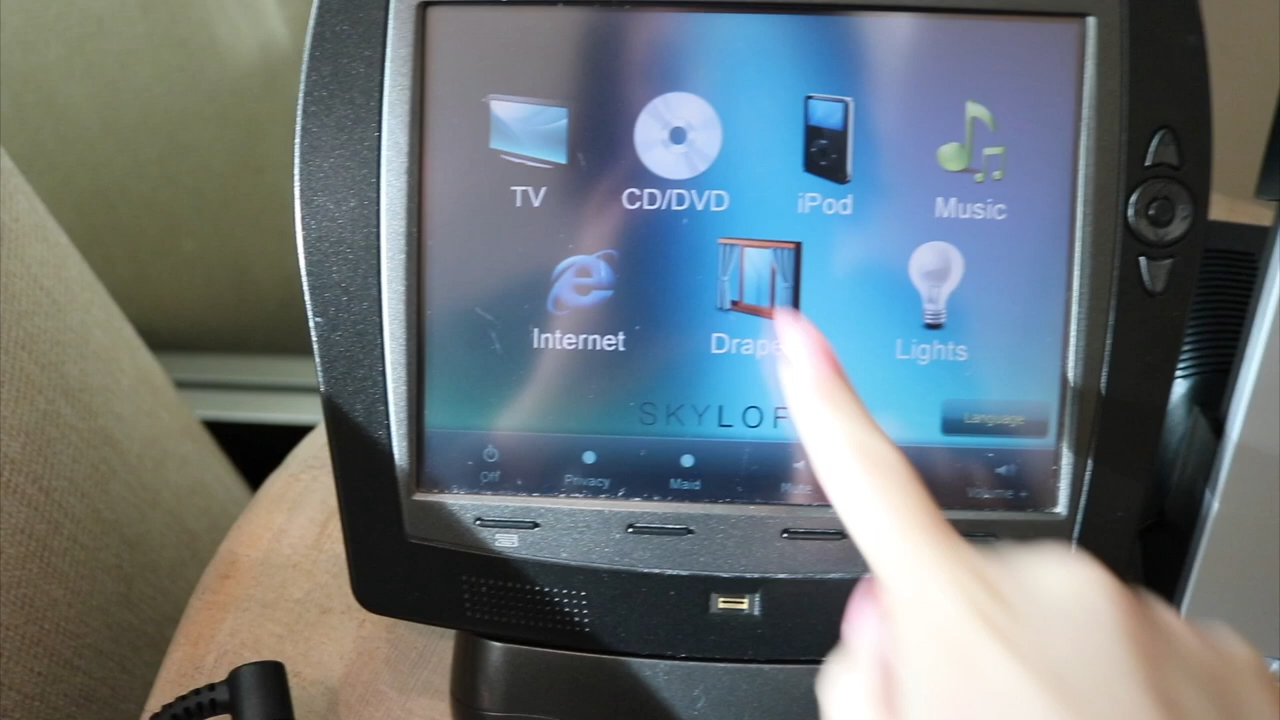 TV CD/DVD iPod Music
Internet Drape Lights
SKYLOF
Language
Off Privacy Maid Mute Volume +